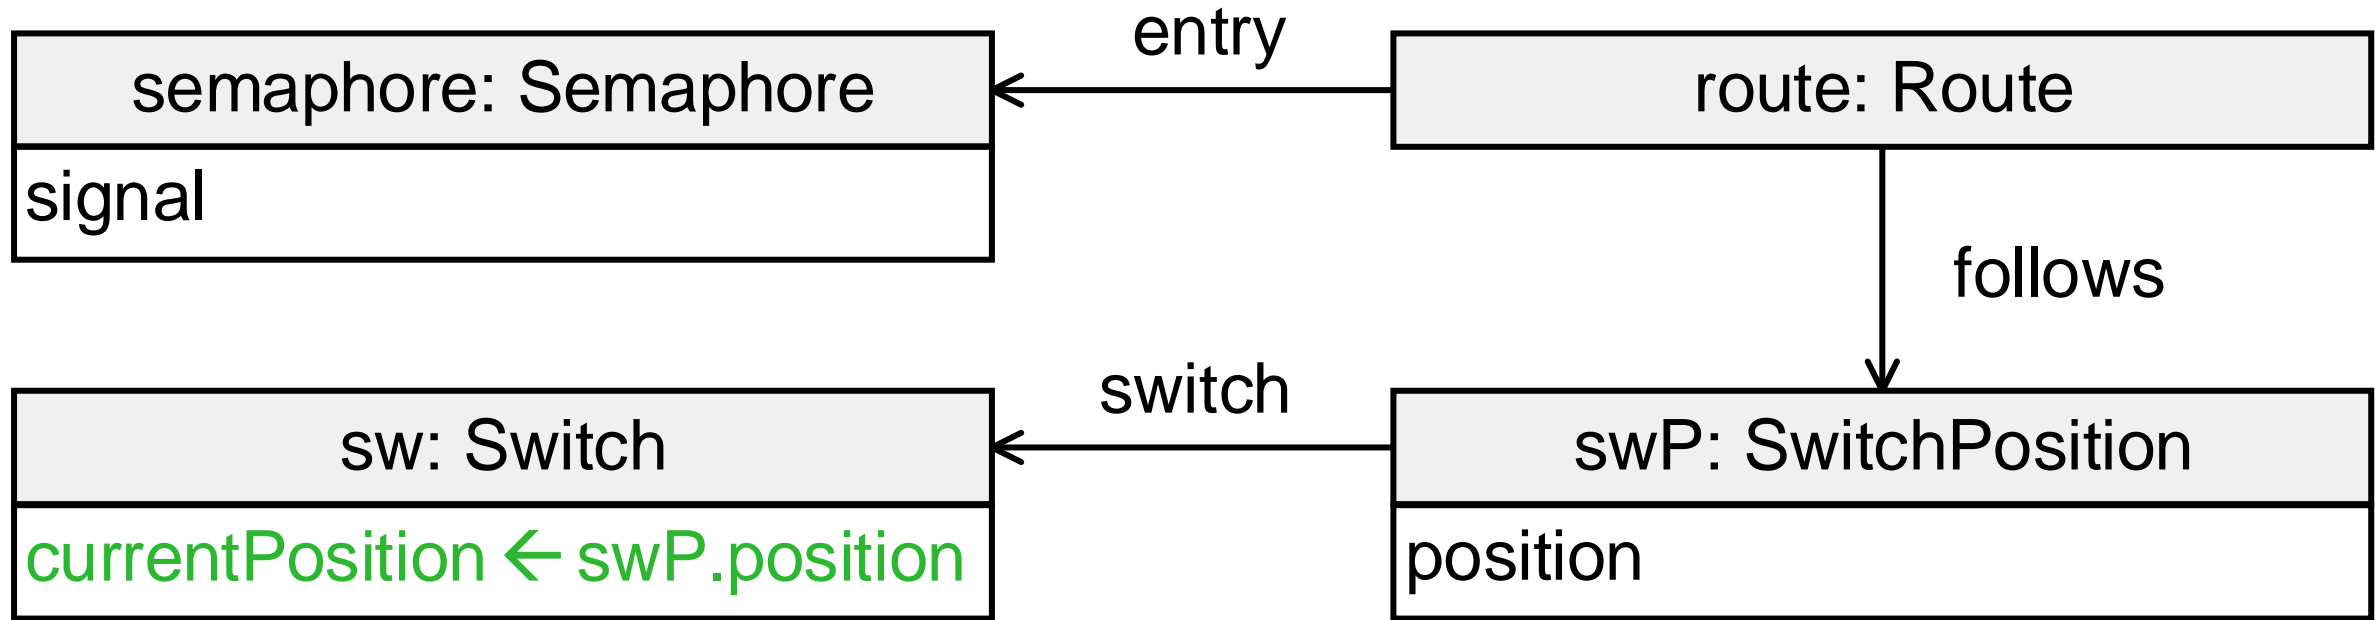 entry
semaphore: Semaphore
route: Route
signal
follows
switch
sw: Switch
swP: SwitchPosition
currentPosition ← swP.position
position